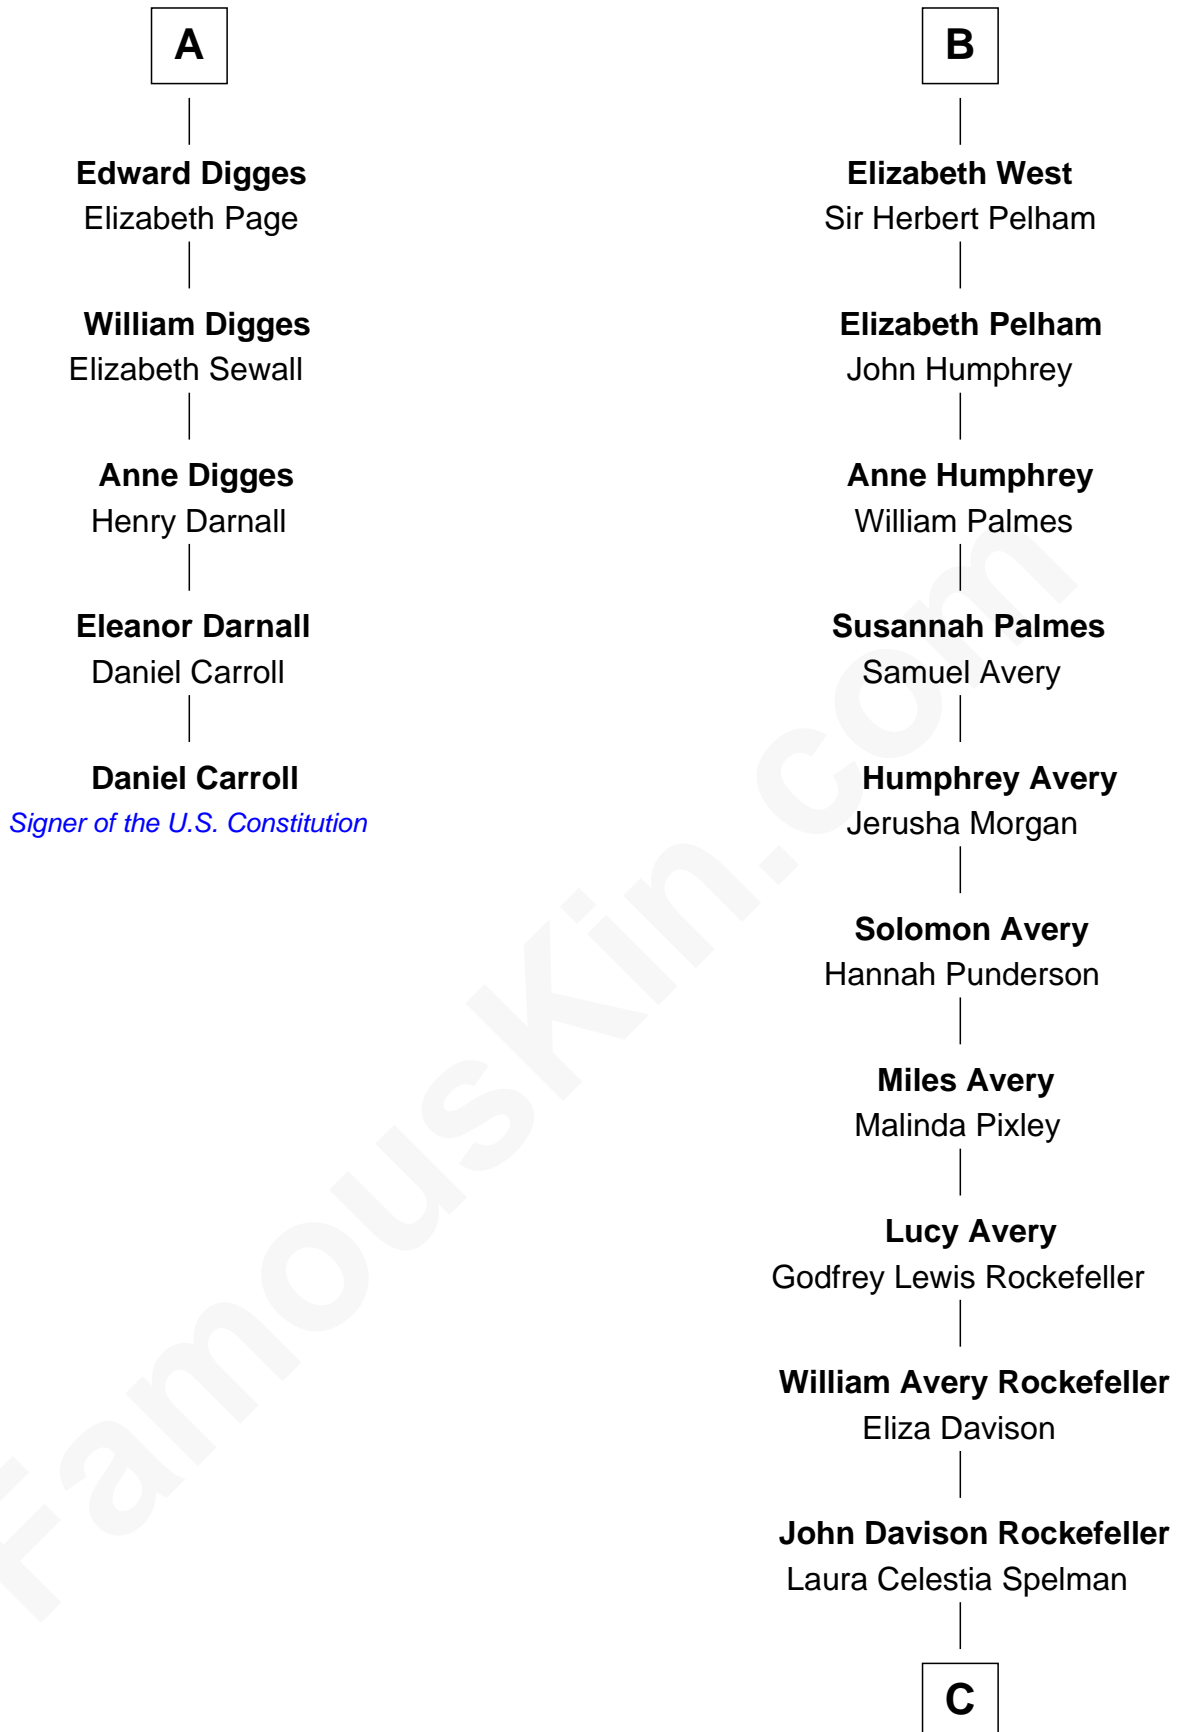 A
Edward Digges
Elizabeth Page
William Digges
Elizabeth Sewall
Anne Digges
Henry Darnall
Eleanor Darnall
Daniel Carroll
Daniel Carroll
Signer of the U.S. Constitution
B
Elizabeth West
Sir Herbert Pelham
Elizabeth Pelham
John Humphrey
Anne Humphrey
William Palmes
Susannah Palmes
Samuel Avery
Humphrey Avery
Jerusha Morgan
Solomon Avery
Hannah Punderson
Miles Avery
Malinda Pixley
Lucy Avery
Godfrey Lewis Rockefeller
William Avery Rockefeller
Eliza Davison
John Davison Rockefeller
Laura Celestia Spelman
C
FamousKin.com